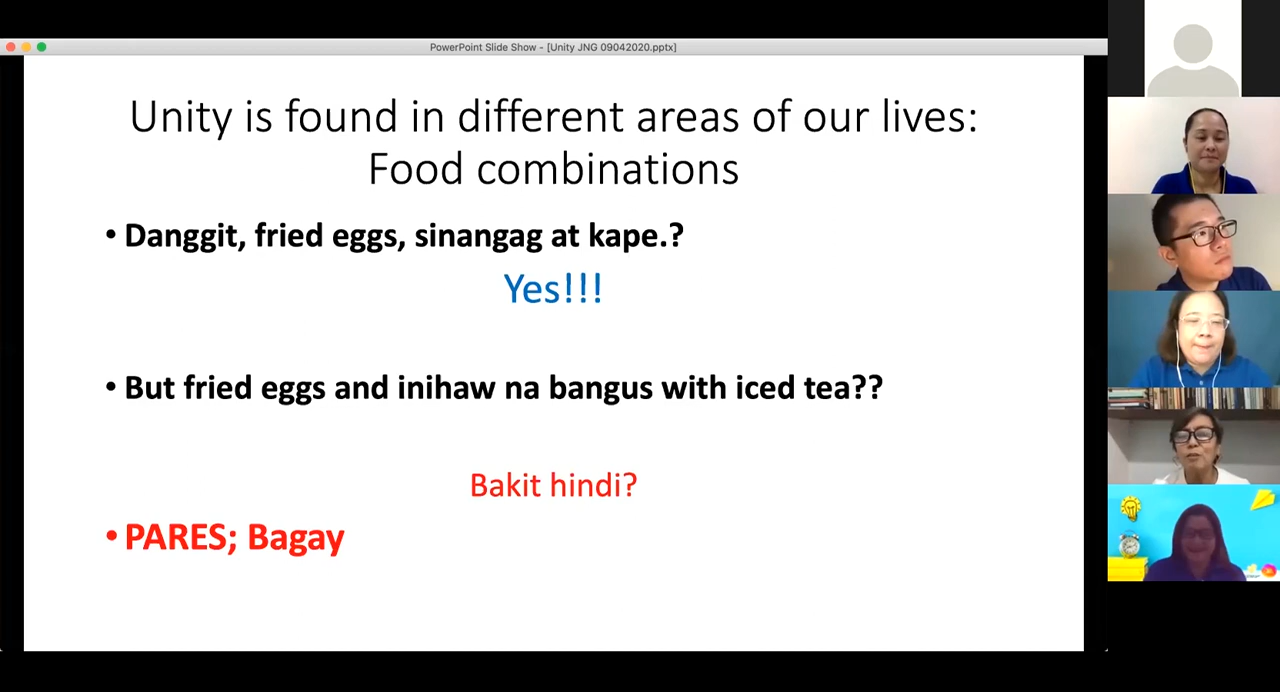 PowerPoint Slide Show - [Unity JNG 09042020.pptx]
Unity is found in different areas of our lives:
Food combinations
• Danggit, fried eggs, sinangag at kape.?
Yes!!!
• But fried eggs and inihaw na bangus with iced tea??
Bakit hindi?
• PARES; Bagay